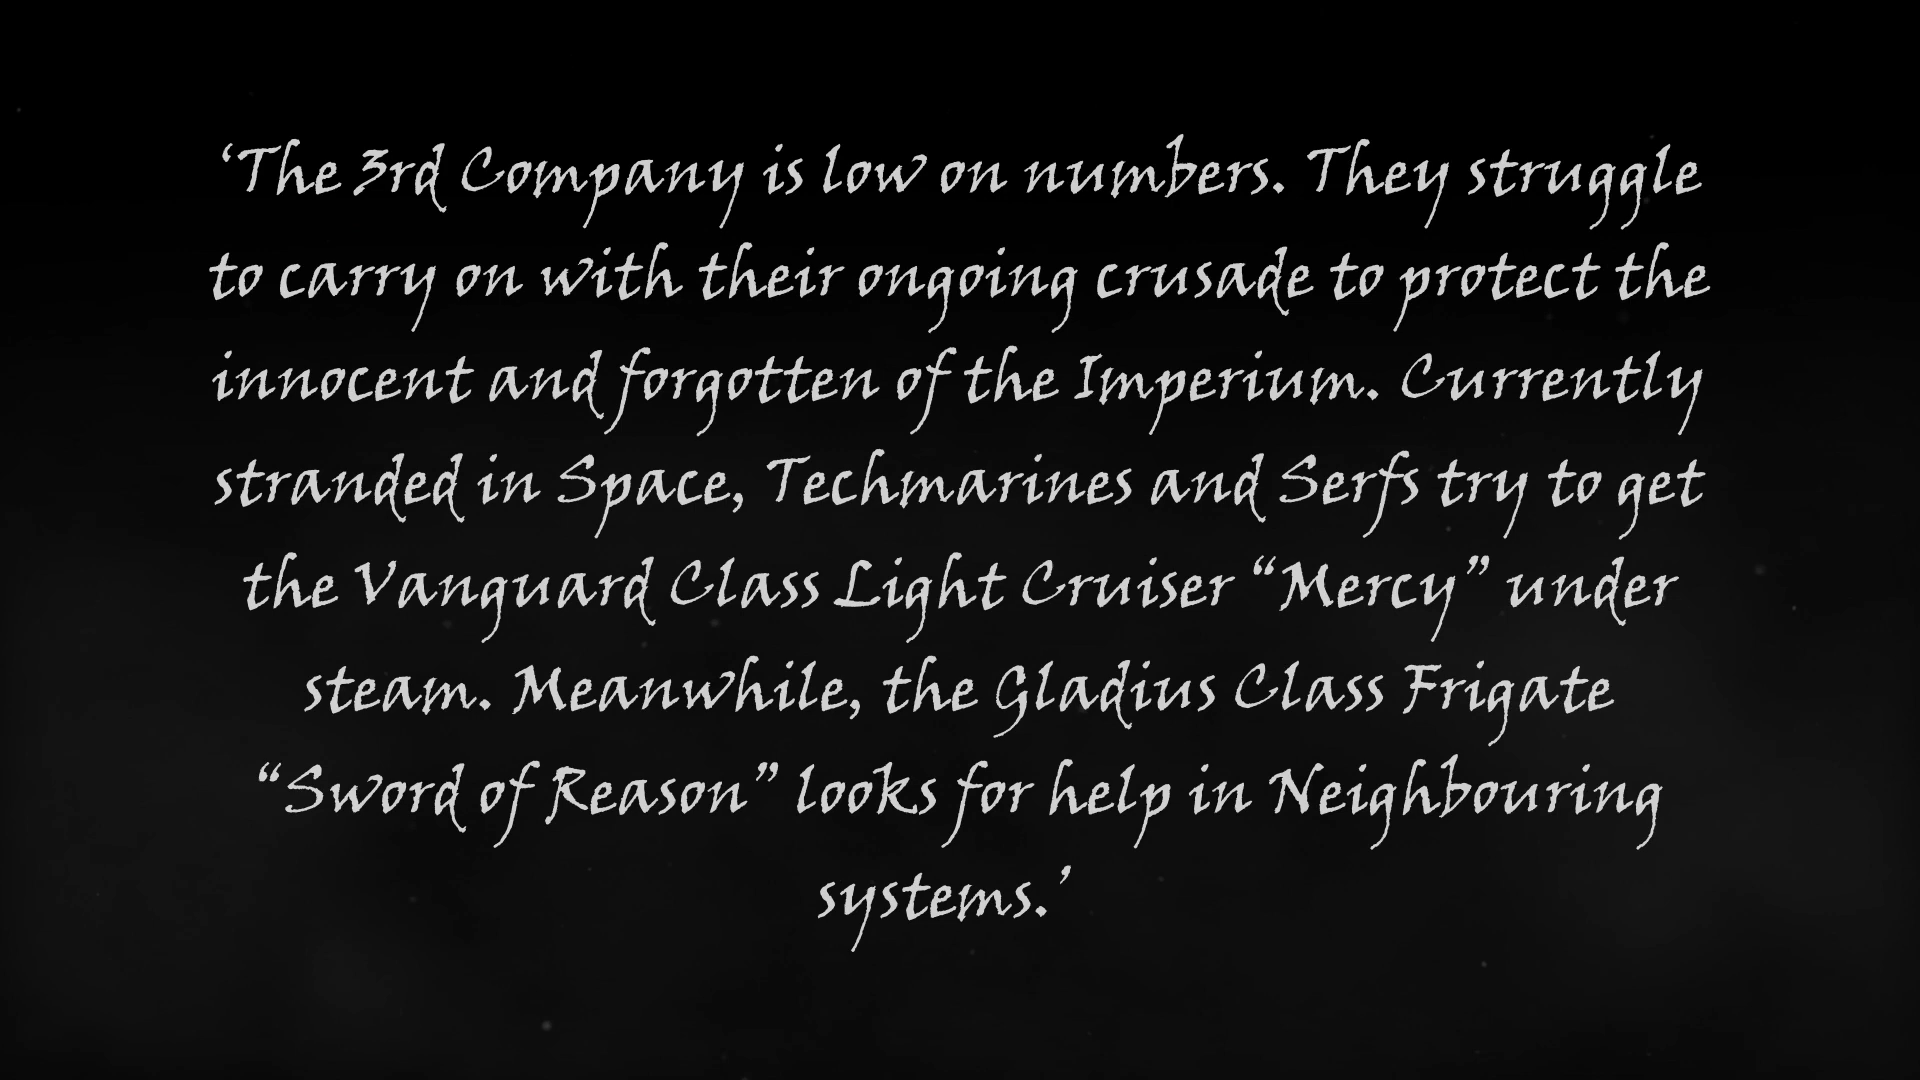 ‘The 3rd Company is low on numbers. They struggle
to carry on with their ongoing crusade to protect the
innocent and forgotten of the Imperium. Currently
stranded in Space, Techmarines and Serfs try to get
the Vanguard Class Light Cruiser “Mercy” under
steam. Meanwhile, the Gladius Class Frigate
“Sword of Reason” looks for help in Neighbouring
systems.’